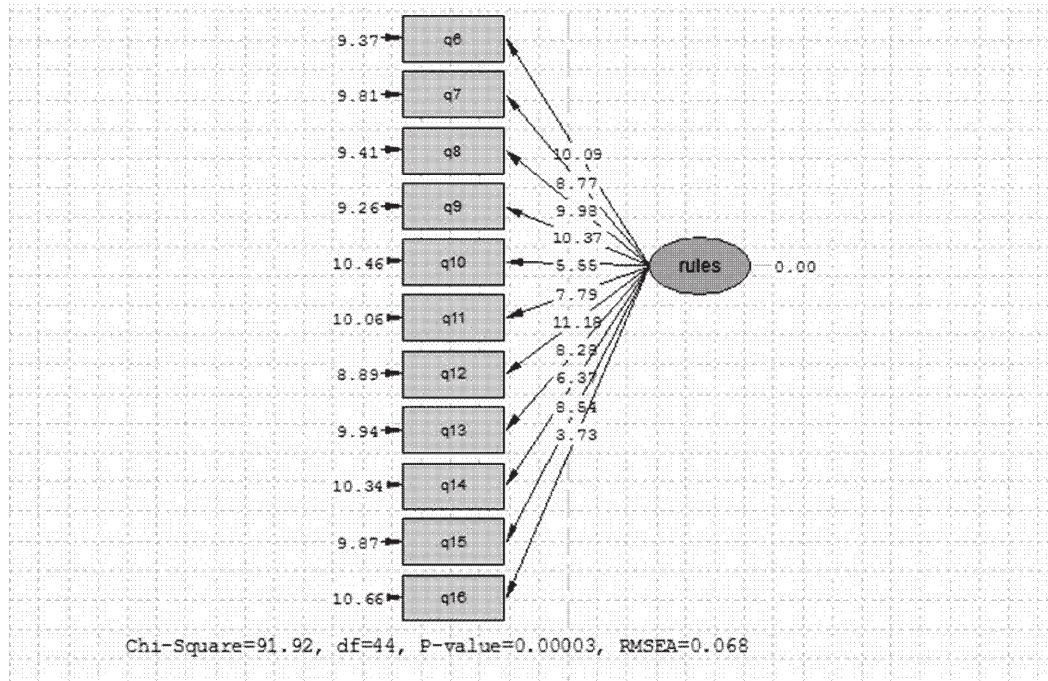 9.37 q6
9.81 q7
9.41 q8
9.26 q9
10.46 q10
10.06 q11
8.89 q12
9.94 q13
10.34 q14
9.87 q15
10.66 q16
10.09
8.77
9.98
10.37
5.55
7.79
11.18
8.28
6.37
8.54
3.73
rules 0.00
Chi-Square=91.92, df=44, P-value=0.00003, RMSEA=0.068